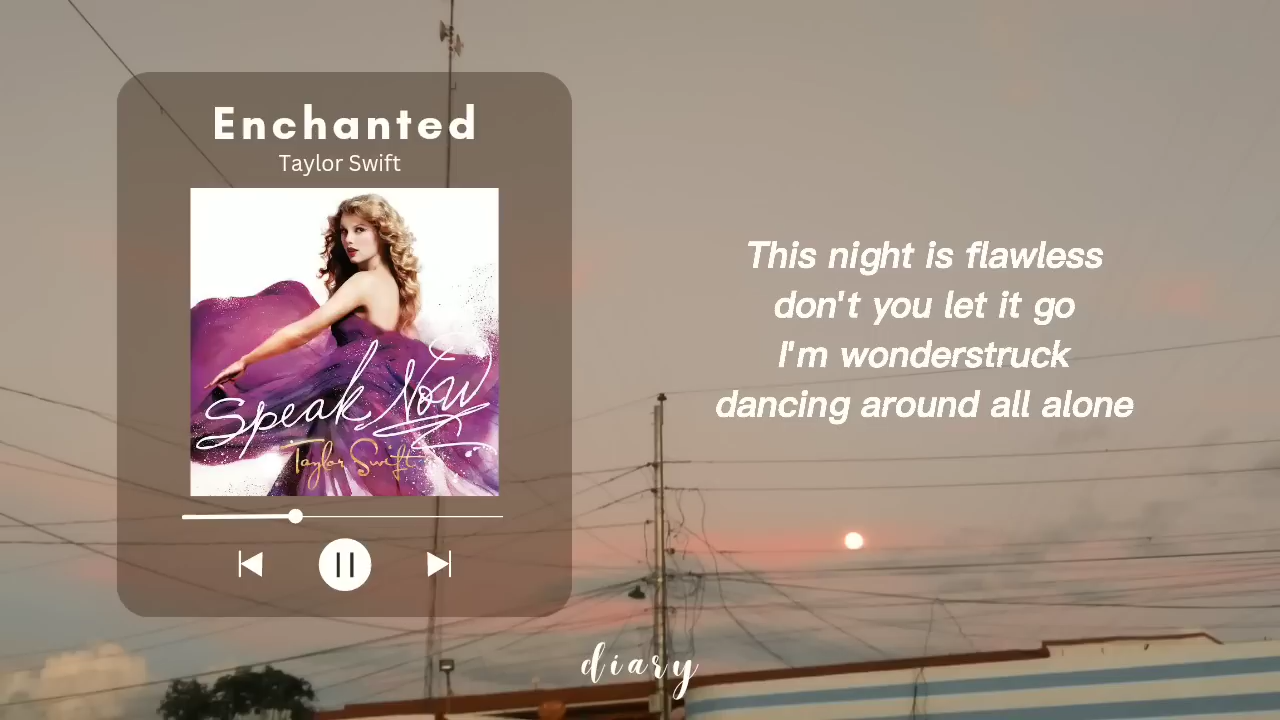 Enchanted
Taylor Swift
Speak Now
Taylor Swift
This night is flawless
don't you let it go
I'm wonderstruck
dancing around all alone
diary